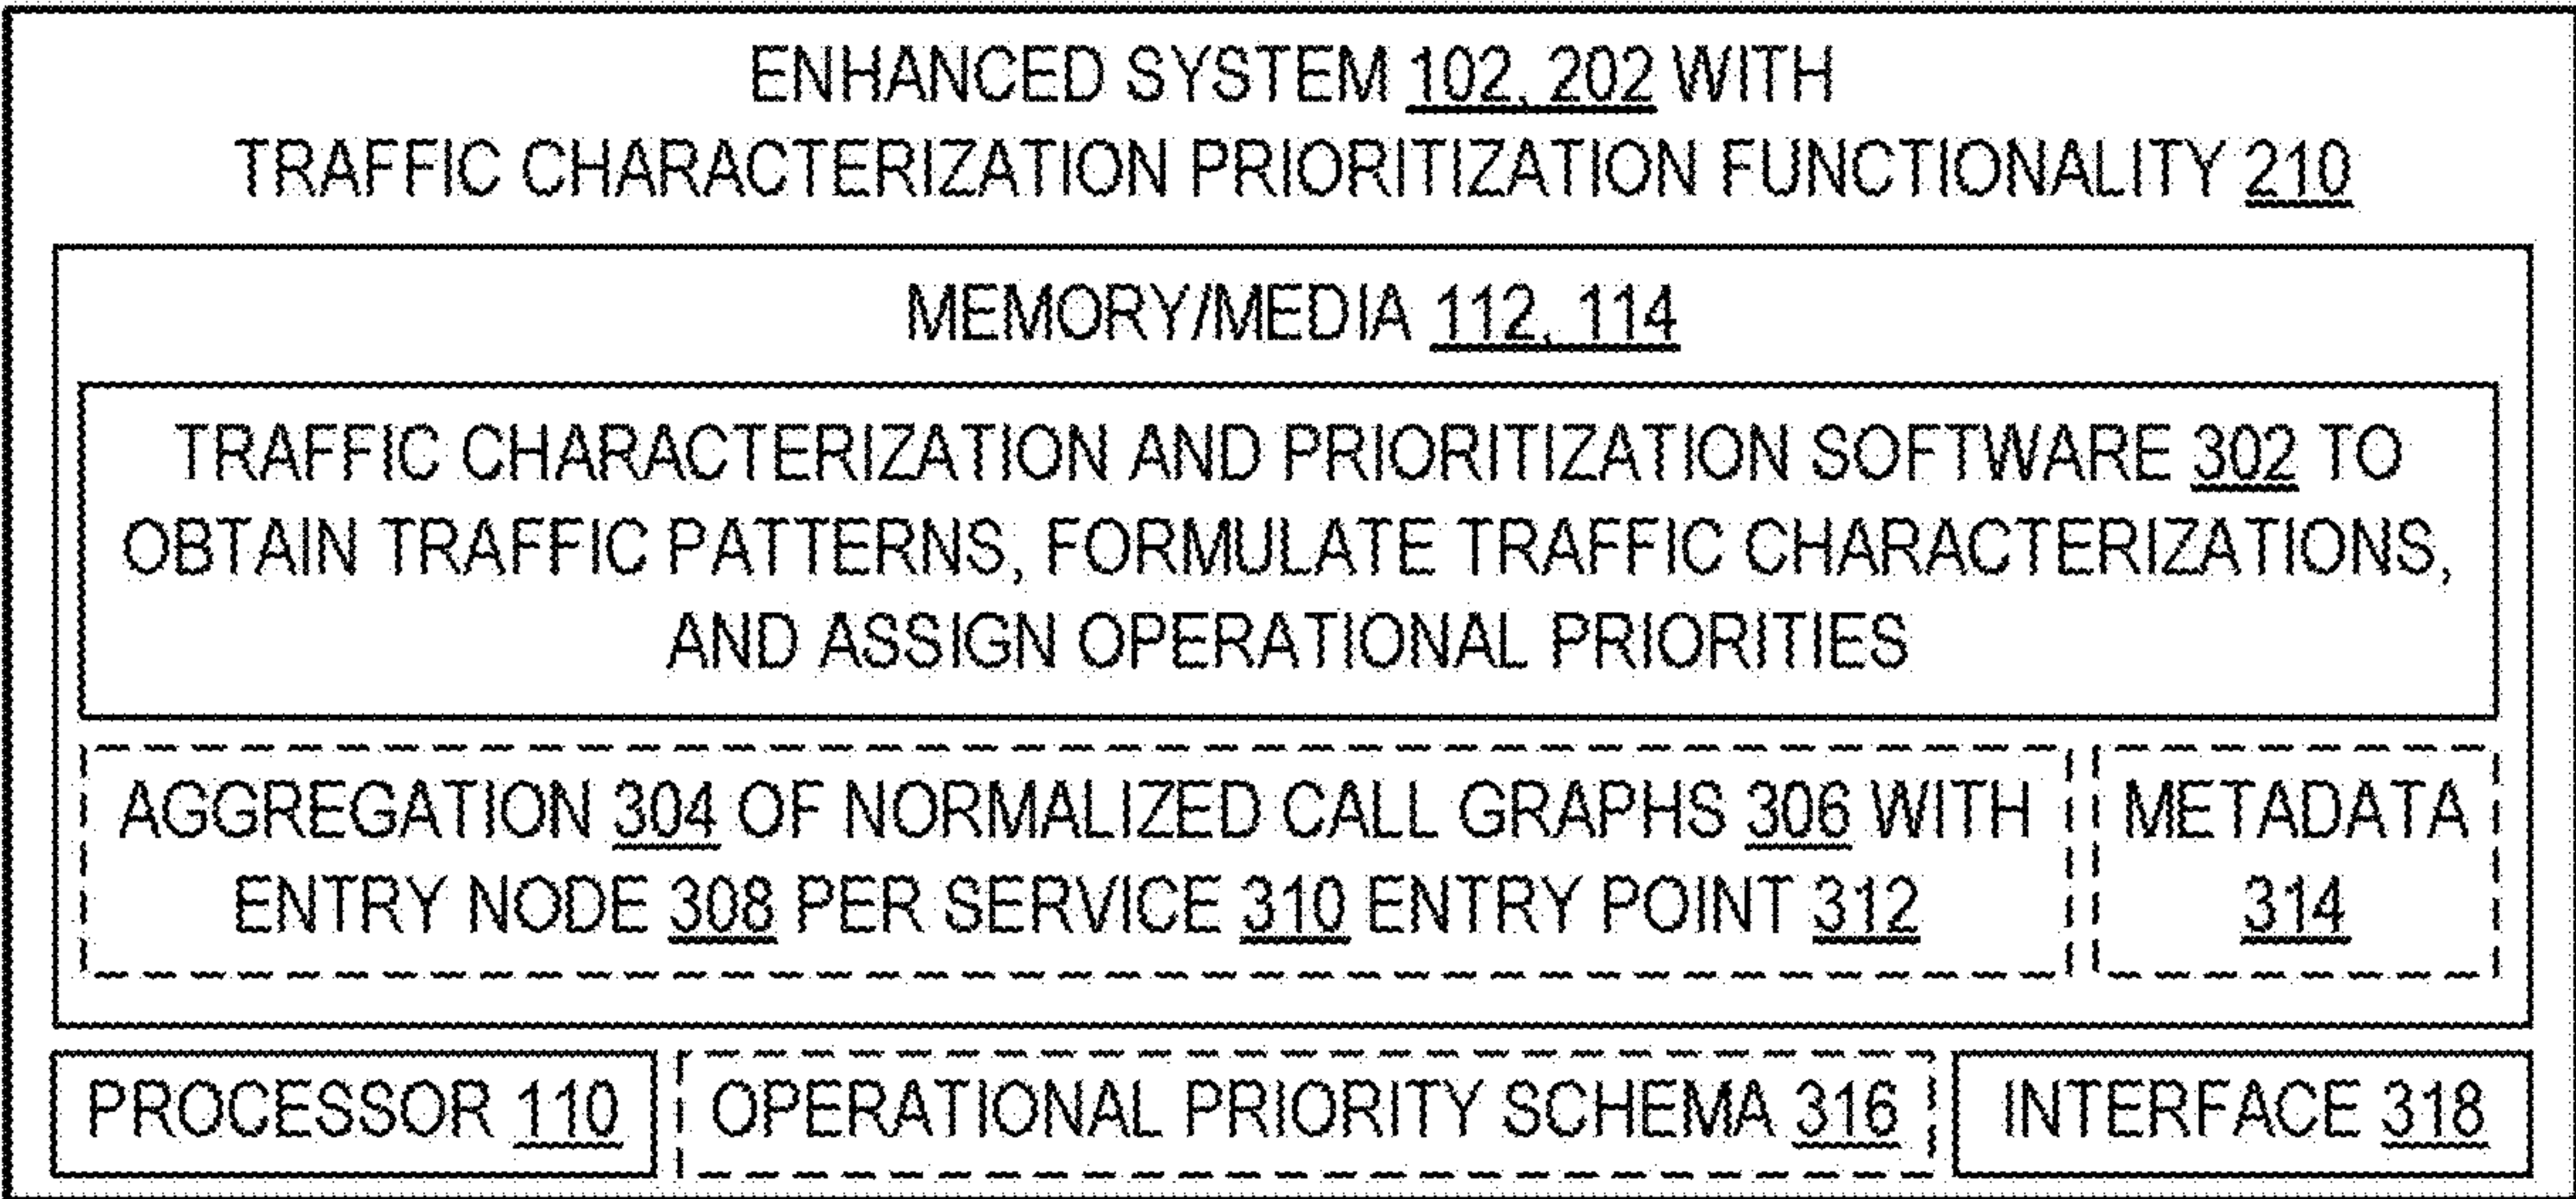 ENHANCED SYSTEM 102, 202 WITH
TRAFFIC CHARACTERIZATION PRIORITIZATION FUNCTIONALITY 210
MEMORY/MEDIA 112, 114
TRAFFIC CHARACTERIZATION AND PRIORITIZATION SOFTWARE 302 TO
OBTAIN TRAFFIC PATTERNS, FORMULATE TRAFFIC CHARACTERIZATIONS,
AND ASSIGN OPERATIONAL PRIORITIES
AGGREGATION 304 OF NORMALIZED CALL GRAPHS 306 WITH
ENTRY NODE 308 PER SERVICE 310 ENTRY POINT 312
METADATA
314
PROCESSOR 110
OPERATIONAL PRIORITY SCHEMA 316
INTERFACE 318